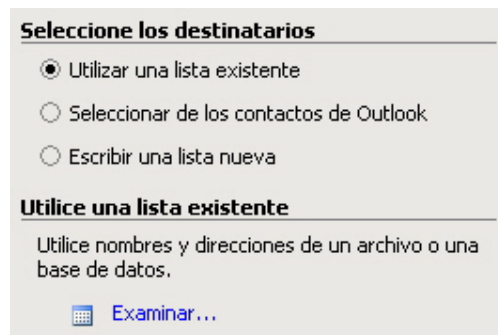 Seleccione los destinatarios
Utilizar una lista existente
Seleccionar de los contactos de Outlook
Escribir una lista nueva
Utilice una lista existente
Utilice nombres y direcciones de un archivo o una
base de datos.
Examinar...